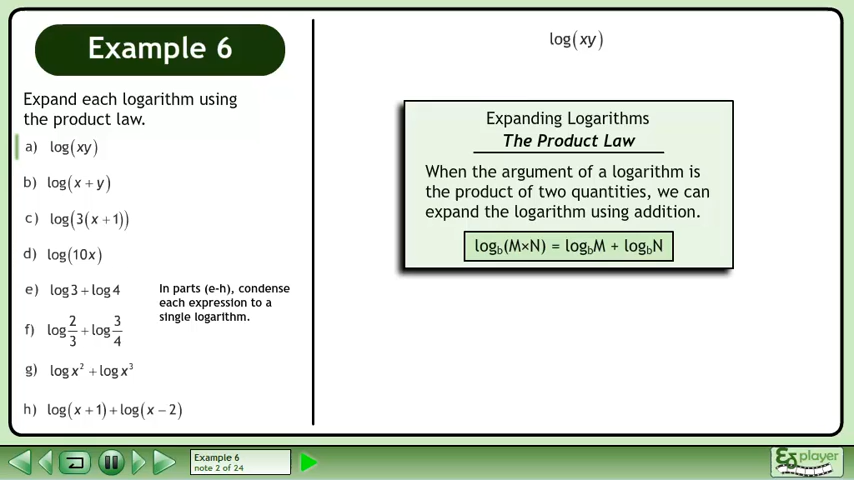 Example 6
Expand each logarithm using
the product law.
a) log(xy)
b) log(x + y)
c) log(3(x + 1))
d) log(10x)
e) log3 + log4
In parts (e-h), condense
each expression to a
single logarithm.
f) log 2/3 + log 3/4
g) log x² + log x³
h) log(x + 1) + log(x − 2)
log(xy)
Expanding Logarithms
The Product Law
When the argument of a logarithm is
the product of two quantities, we can
expand the logarithm using addition.
log_b(M×N) = log_bM + log_bN
Example 6
note 2 of 24
player